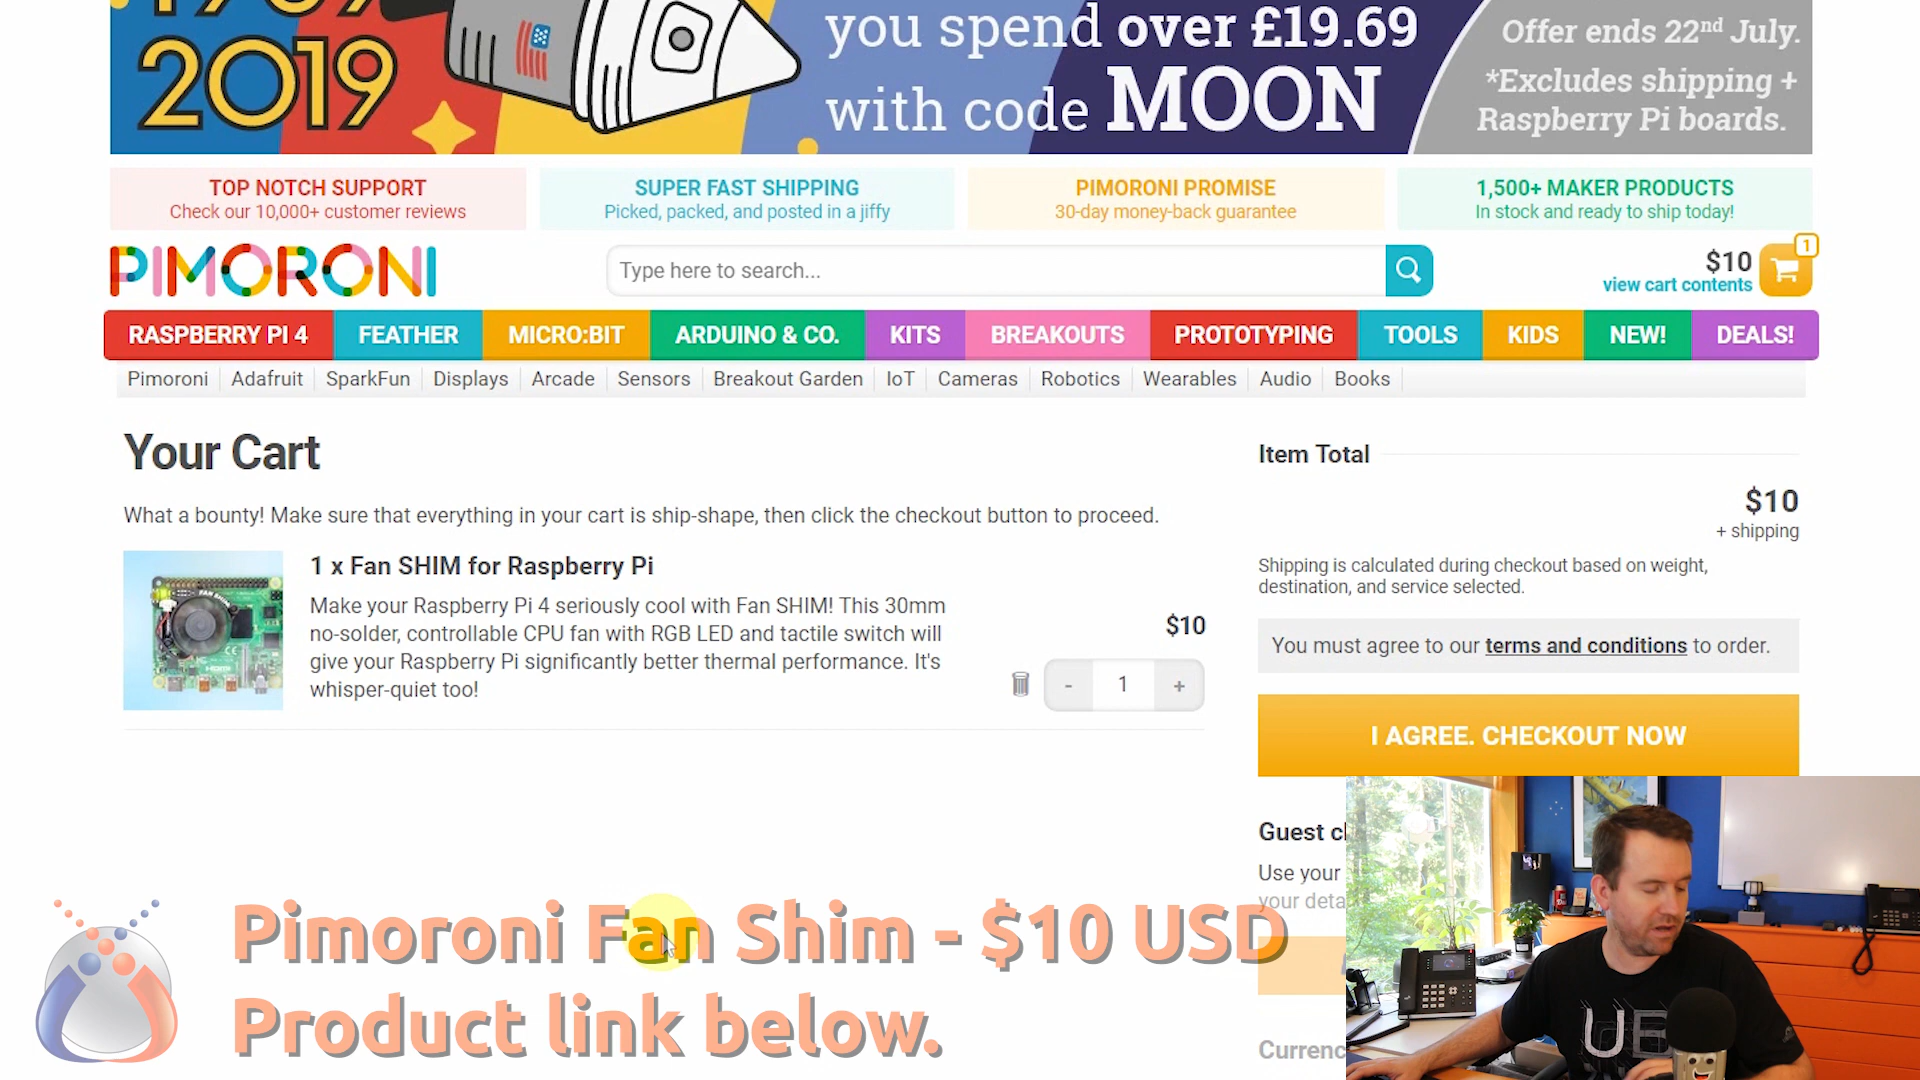 1969
2019
you spend over £19.69
with code MOON
Offer ends 22nd July.
*Excludes shipping +
Raspberry Pi boards.
TOP NOTCH SUPPORT
Check our 10,000+ customer reviews
SUPER FAST SHIPPING
Picked, packed, and posted in a jiffy
PIMORONI PROMISE
30-day money-back guarantee
1,500+ MAKER PRODUCTS
In stock and ready to ship today!
PIMORONI
Type here to search...
$10
view cart contents
1
RASPBERRY PI 4 FEATHER MICRO:BIT ARDUINO & CO. KITS BREAKOUTS PROTOTYPING TOOLS KIDS NEW! DEALS!
Pimoroni Adafruit SparkFun Displays Arcade Sensors Breakout Garden IoT Cameras Robotics Wearables Audio Books
Your Cart
What a bounty! Make sure that everything in your cart is ship-shape, then click the checkout button to proceed.
FAN SHIM
1 x Fan SHIM for Raspberry Pi
Make your Raspberry Pi 4 seriously cool with Fan SHIM! This 30mm
no-solder, controllable CPU fan with RGB LED and tactile switch will
give your Raspberry Pi significantly better thermal performance. It's
whisper-quiet too!
$10
- 1 +
Item Total
$10
+ shipping
Shipping is calculated during checkout based on weight,
destination, and service selected.
You must agree to our terms and conditions to order.
I AGREE. CHECKOUT NOW
Guest c
Use your
your deta
Currenc
Pimoroni Fan Shim - $10 USD
Product link below.